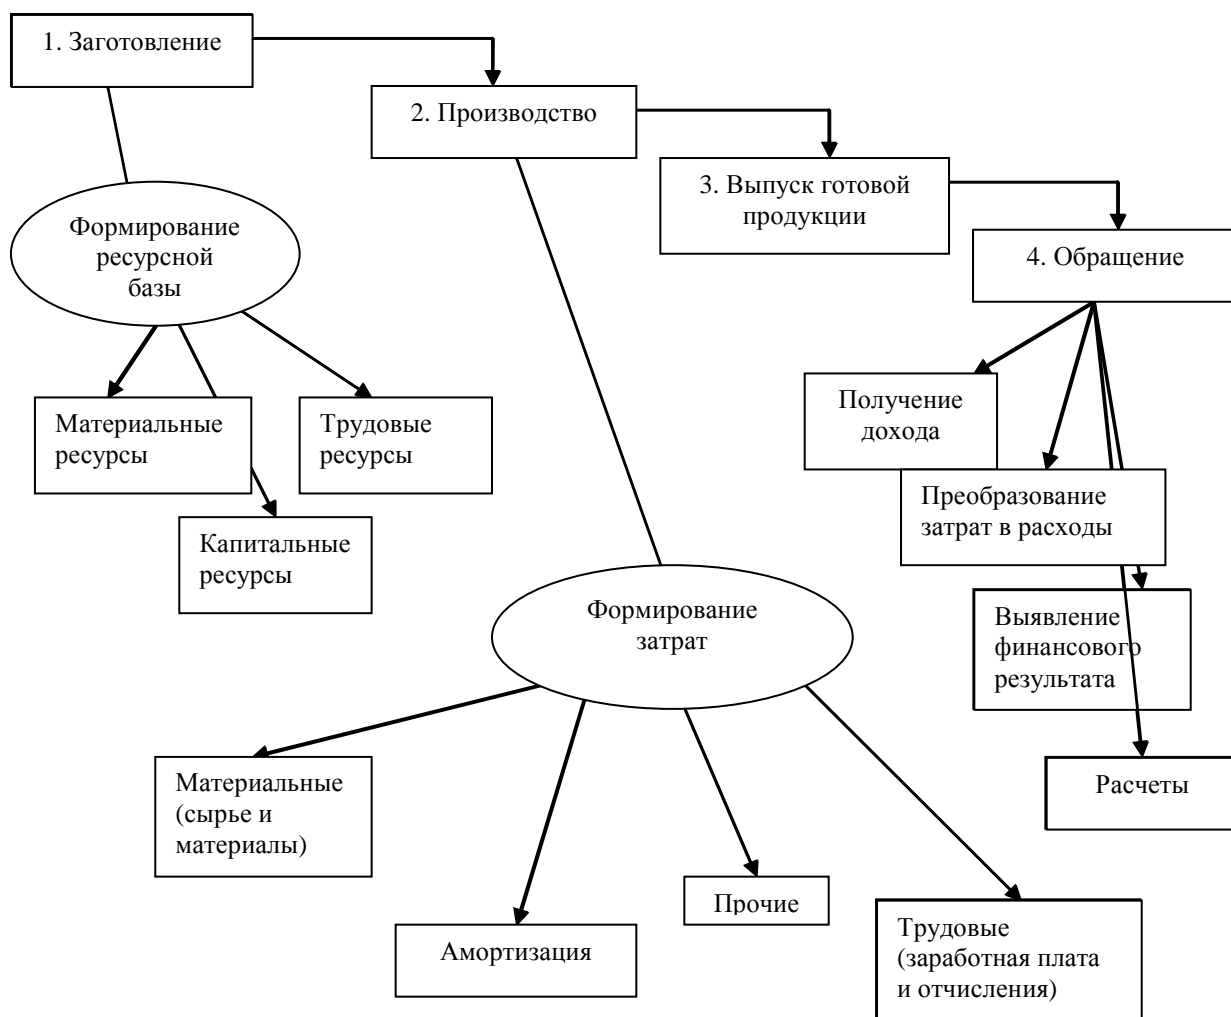 1. Заготовление
2. Производство
3. Выпуск готовой
продукции
4. Обращение
Формирование
ресурсной
базы
Материальные
ресурсы
Трудовые
ресурсы
Капитальные
ресурсы
Получение
дохода
Преобразование
затрат в расходы
Выявление
финансового
результата
Расчеты
Формирование
затрат
Материальные
(сырье и
материалы)
Амортизация
Прочие
Трудовые
(заработная плата
и отчисления)